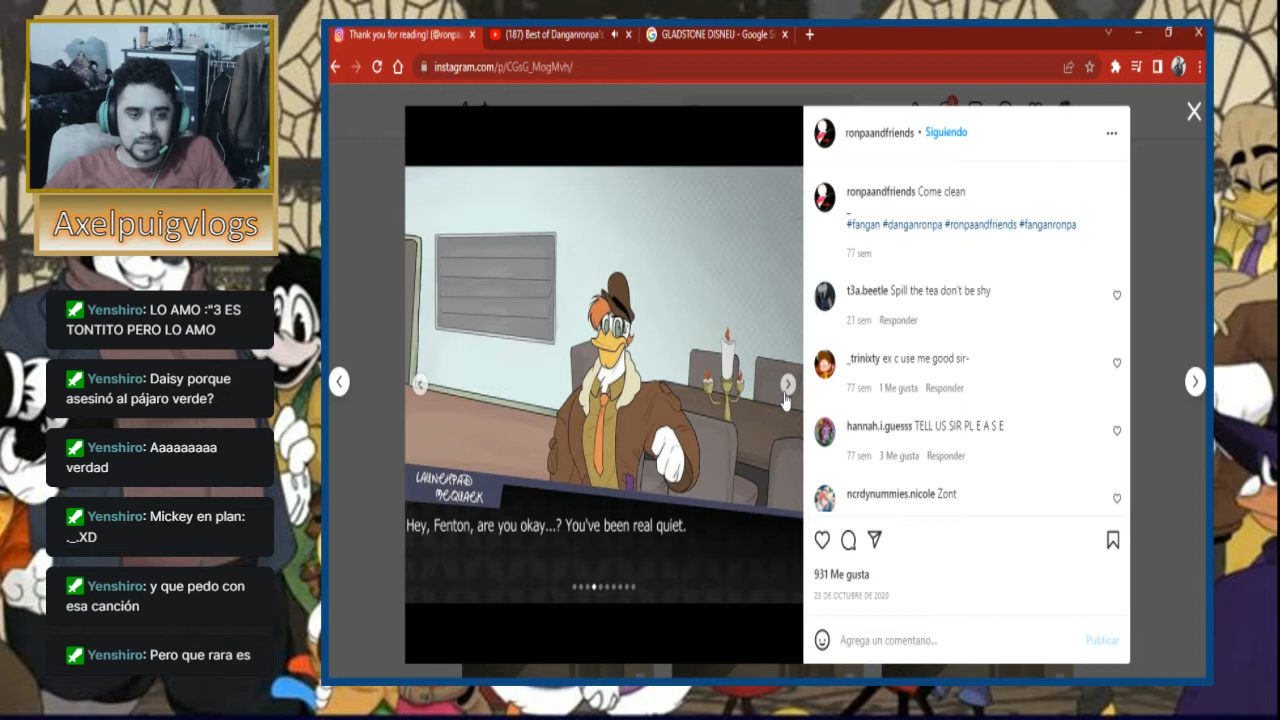 Thank you for reading! (@ronpa
(187) Best of Danganronpa's
GLADSTONE DISNEU - Google S
instagram.com/p/CGsG_MogMvh/
Axelpuigvlogs
Yenshiro: LO AMO :"3 ES
TONTITO PERO LO AMO
Yenshiro: Daisy porque
asesinó al pájaro verde?
Yenshiro: Aaaaaaaaa
verdad
Yenshiro: Mickey en plan:
._.XD
Yenshiro: y que pedo con
esa canción
Yenshiro: Pero que rara es
LAUNCHPAD
MCQUACK
Hey, Fenton, are you okay...? You've been real quiet.
ronpaandfriends • Siguiendo
ronpaandfriends Come clean
_
#fangan #danganronpa #ronpaandfriends #fanganronpa
77 sem
t3a.beetle Spill the tea don't be shy
21 sem Responder
_trinixty ex c use me good sir-
77 sem 1 Me gusta Responder
hannah.i.guesss TELL US SIR PL E A S E
77 sem 3 Me gusta Responder
ncrdynummies.nicole Zont
931 Me gusta
23 DE OCTUBRE DE 2020
Agrega un comentario...
Publicar